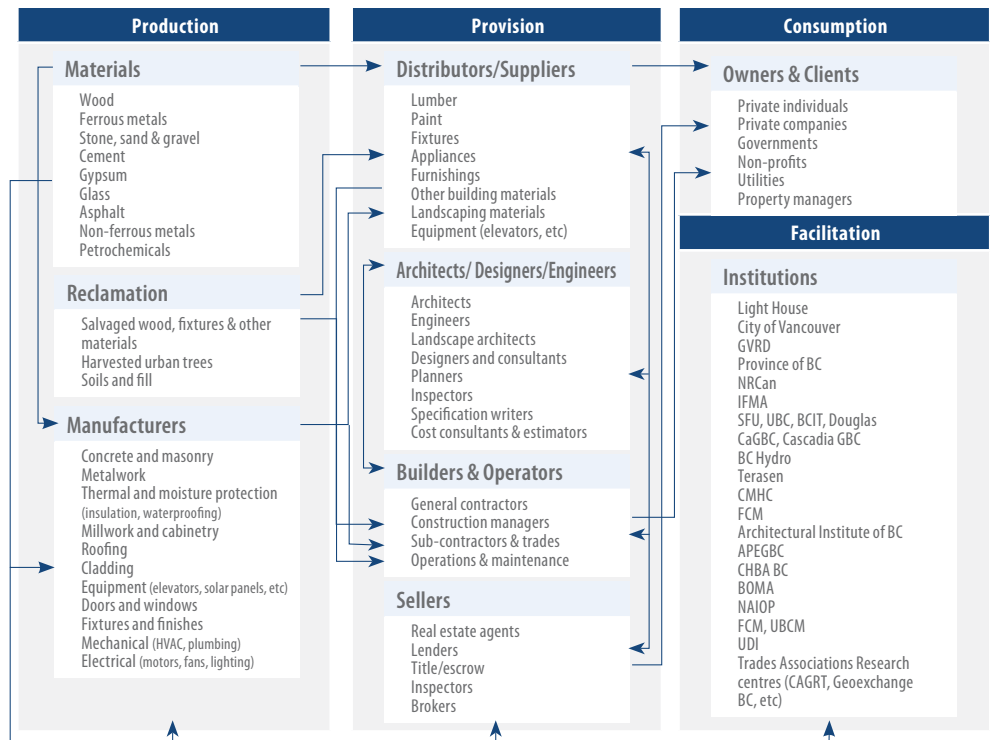 Production
Materials
Wood
Ferrous metals
Stone, sand & gravel
Cement
Gypsum
Glass
Asphalt
Non-ferrous metals
Petrochemicals
Reclamation
Salvaged wood, fixtures & other
materials
Harvested urban trees
Soils and fill
Manufacturers
Concrete and masonry
Metalwork
Thermal and moisture protection
(insulation, waterproofing)
Millwork and cabinetry
Roofing
Cladding
Equipment (elevators, solar panels, etc)
Doors and windows
Fixtures and finishes
Mechanical (HVAC, plumbing)
Electrical (motors, fans, lighting)
Provision
Distributors/Suppliers
Lumber
Paint
Fixtures
Appliances
Furnishings
Other building materials
Landscaping materials
Equipment (elevators, etc)
Architects/ Designers/Engineers
Architects
Engineers
Landscape architects
Designers and consultants
Planners
Inspectors
Specification writers
Cost consultants & estimators
Builders & Operators
General contractors
Construction managers
Sub-contractors & trades
Operations & maintenance
Sellers
Real estate agents
Lenders
Title/escrow
Inspectors
Brokers
Consumption
Owners & Clients
Private individuals
Private companies
Governments
Non-profits
Utilities
Property managers
Facilitation
Institutions
Light House
City of Vancouver
GVRD
Province of BC
NRCan
IFMA
SFU, UBC, BCIT, Douglas
CaGBC, Cascadia GBC
BC Hydro
Terasen
CMHC
FCM
Architectural Institute of BC
APEGBC
CHBA BC
BOMA
NAIOP
FCM, UBCM
UDI
Trades Associations Research
centres (CAGRT, Geoexchange
BC, etc)